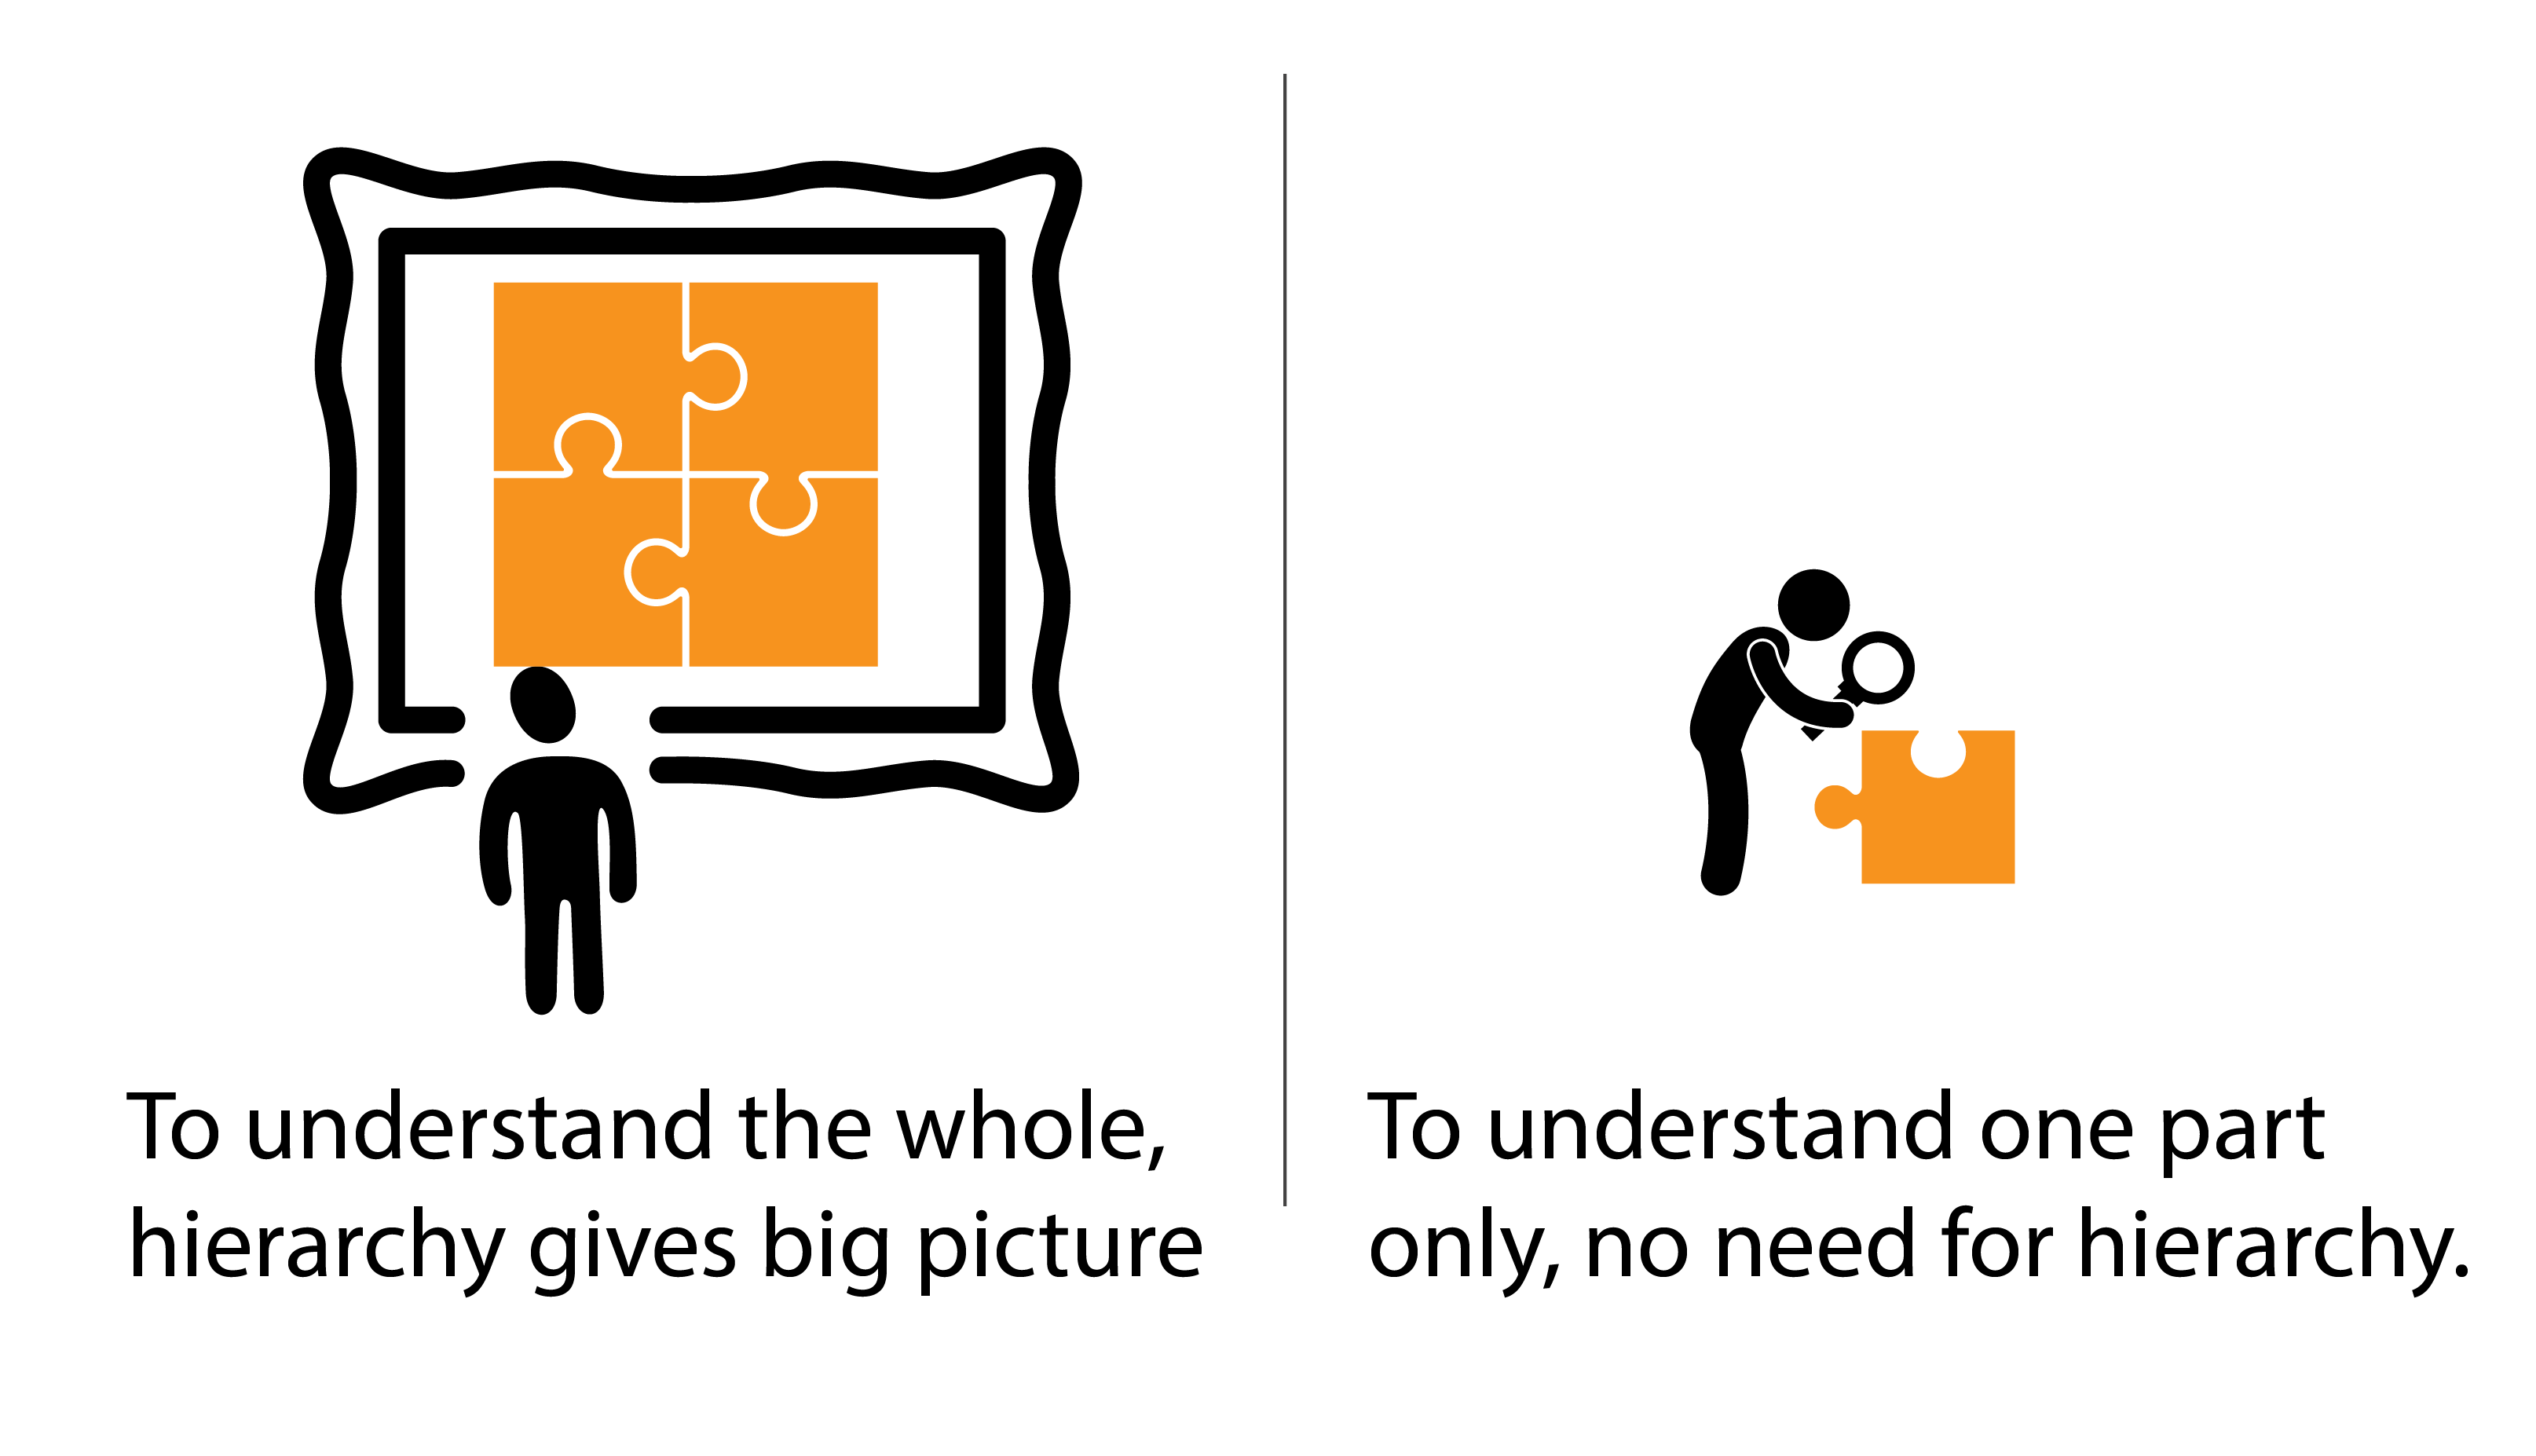 To understand the whole,
hierarchy gives big picture
To understand one part
only, no need for hierarchy.